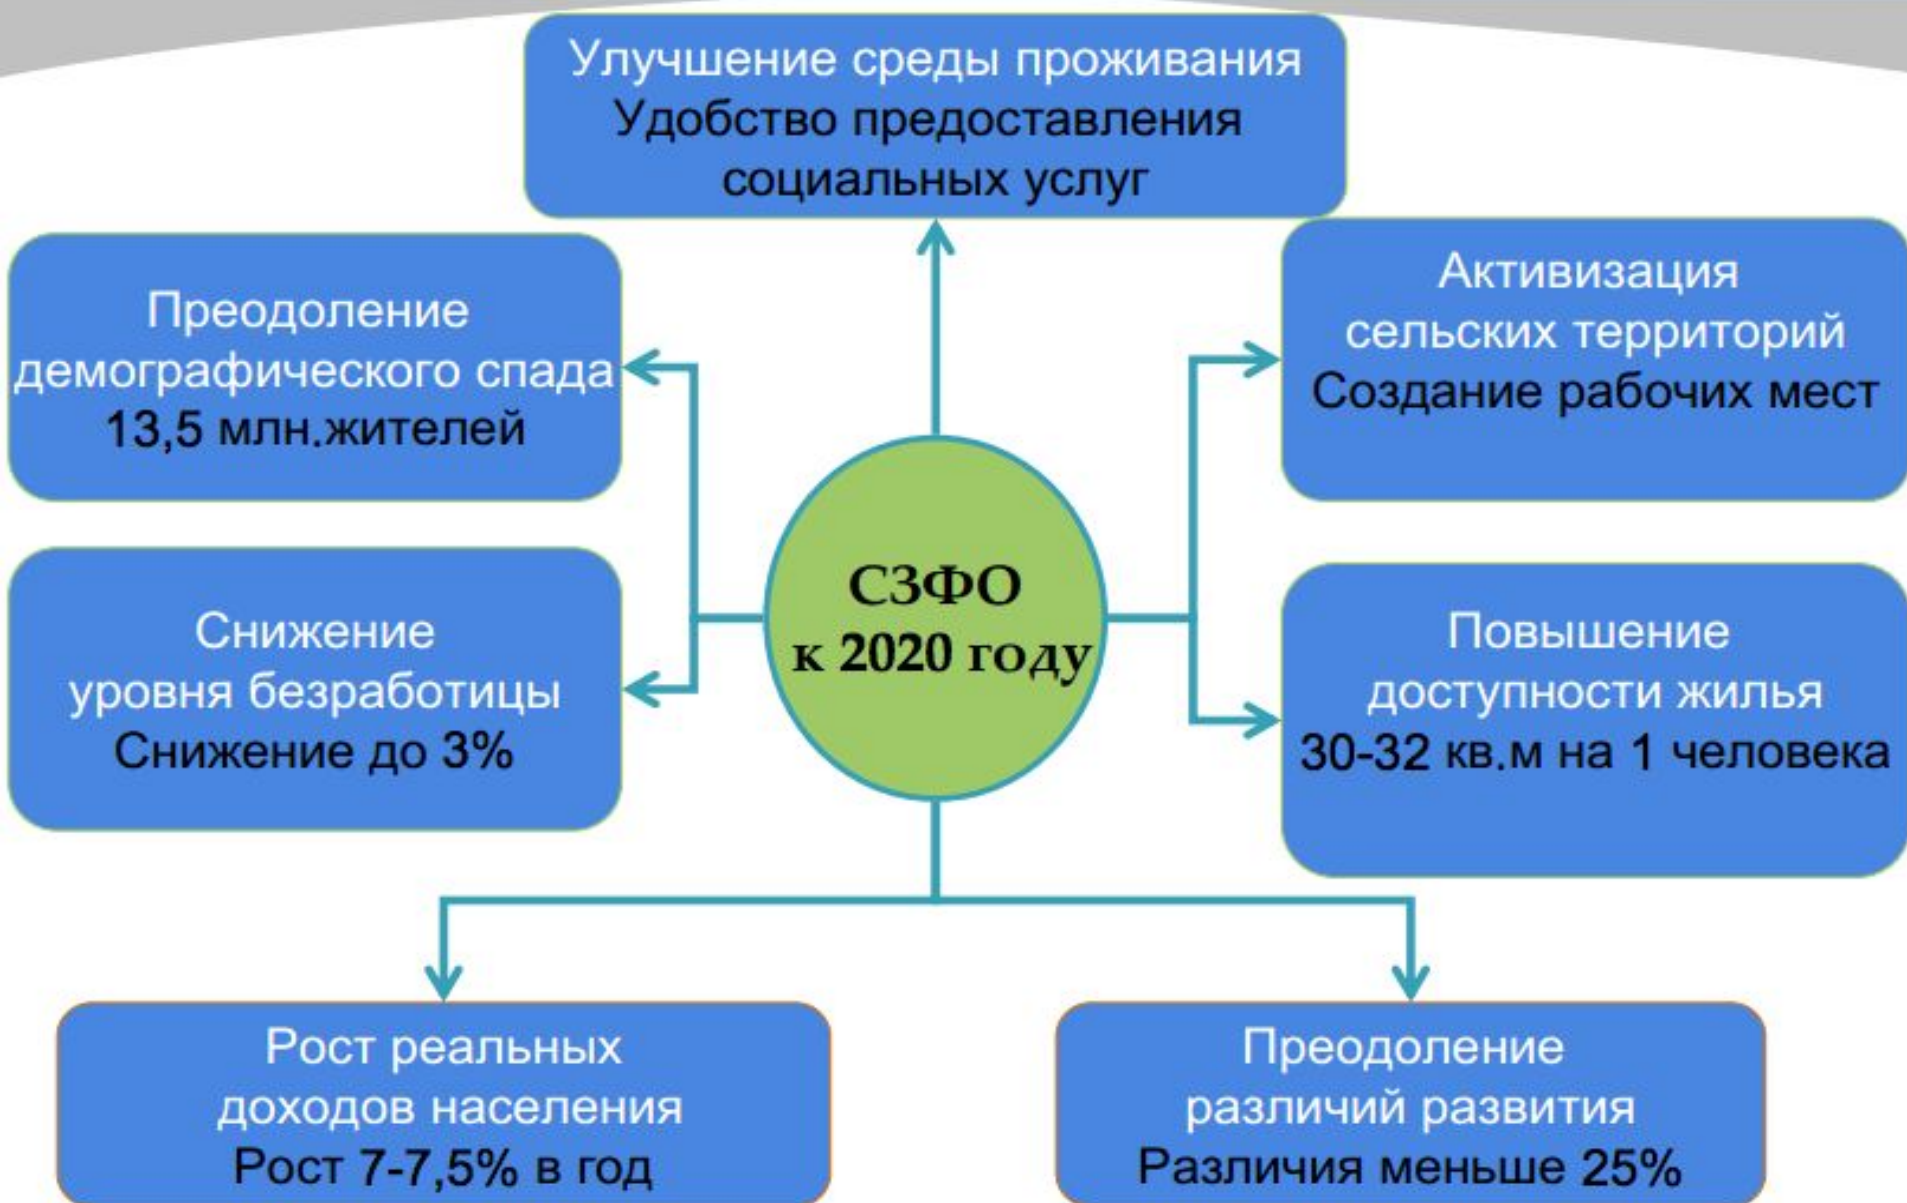 Улучшение среды проживания
Удобство предоставления
социальных услуг
Преодоление
демографического спада
13,5 млн.жителей
Активизация
сельских территорий
Создание рабочих мест
СЗФО
к 2020 году
Снижение
уровня безработицы
Снижение до 3%
Повышение
доступности жилья
30-32 кв.м на 1 человека
Рост реальных
доходов населения
Рост 7-7,5% в год
Преодоление
различий развития
Различия меньше 25%